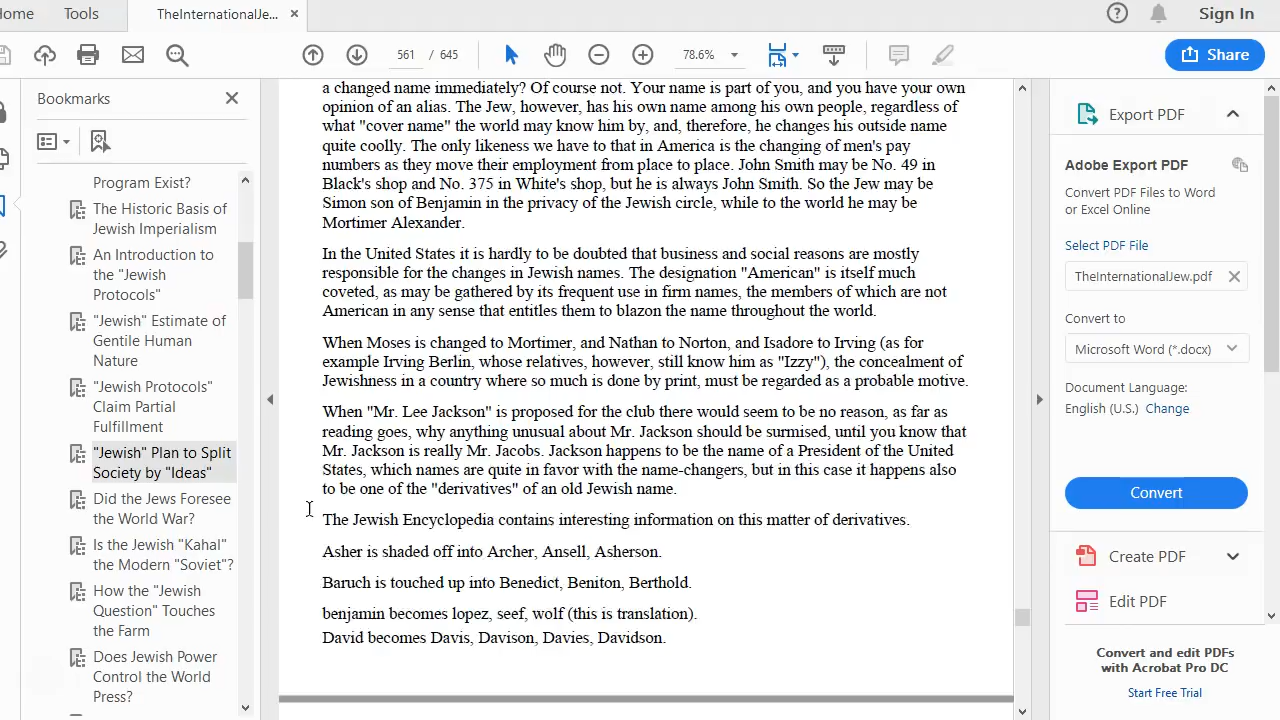 Home
Tools
TheInternationalJe...
Sign In
561 / 645
78.6%
Share
Bookmarks
Program Exist?
The Historic Basis of
Jewish Imperialism
An Introduction to
the "Jewish
Protocols"
"Jewish" Estimate of
Gentile Human
Nature
"Jewish Protocols"
Claim Partial
Fulfillment
"Jewish" Plan to Split
Society by "Ideas"
Did the Jews Foresee
the World War?
Is the Jewish "Kahal"
the Modern "Soviet"?
How the "Jewish
Question" Touches
the Farm
Does Jewish Power
Control the World
Press?
a changed name immediately? Of course not. Your name is part of you, and you have your own
opinion of an alias. The Jew, however, has his own name among his own people, regardless of
what "cover name" the world may know him by, and, therefore, he changes his outside name
quite coolly. The only likeness we have to that in America is the changing of men's pay
numbers as they move their employment from place to place. John Smith may be No. 49 in
Black's shop and No. 375 in White's shop, but he is always John Smith. So the Jew may be
Simon son of Benjamin in the privacy of the Jewish circle, while to the world he may be
Mortimer Alexander.
In the United States it is hardly to be doubted that business and social reasons are mostly
responsible for the changes in Jewish names. The designation "American" is itself much
coveted, as may be gathered by its frequent use in firm names, the members of which are not
American in any sense that entitles them to blazon the name throughout the world.
When Moses is changed to Mortimer, and Nathan to Norton, and Isadore to Irving (as for
example Irving Berlin, whose relatives, however, still know him as "Izzy"), the concealment of
Jewishness in a country where so much is done by print, must be regarded as a probable motive.
When "Mr. Lee Jackson" is proposed for the club there would seem to be no reason, as far as
reading goes, why anything unusual about Mr. Jackson should be surmised, until you know that
Mr. Jackson is really Mr. Jacobs. Jackson happens to be the name of a President of the United
States, which names are quite in favor with the name-changers, but in this case it happens also
to be one of the "derivatives" of an old Jewish name.
The Jewish Encyclopedia contains interesting information on this matter of derivatives.
Asher is shaded off into Archer, Ansell, Asherson.
Baruch is touched up into Benedict, Beniton, Berthold.
benjamin becomes lopez, seef, wolf (this is translation).
David becomes Davis, Davison, Davies, Davidson.
Export PDF
Adobe Export PDF
Convert PDF Files to Word
or Excel Online
Select PDF File
TheInternationalJew.pdf
Convert to
Microsoft Word (*.docx)
Document Language:
English (U.S.) Change
Convert
Create PDF
Edit PDF
Convert and edit PDFs
with Acrobat Pro DC
Start Free Trial